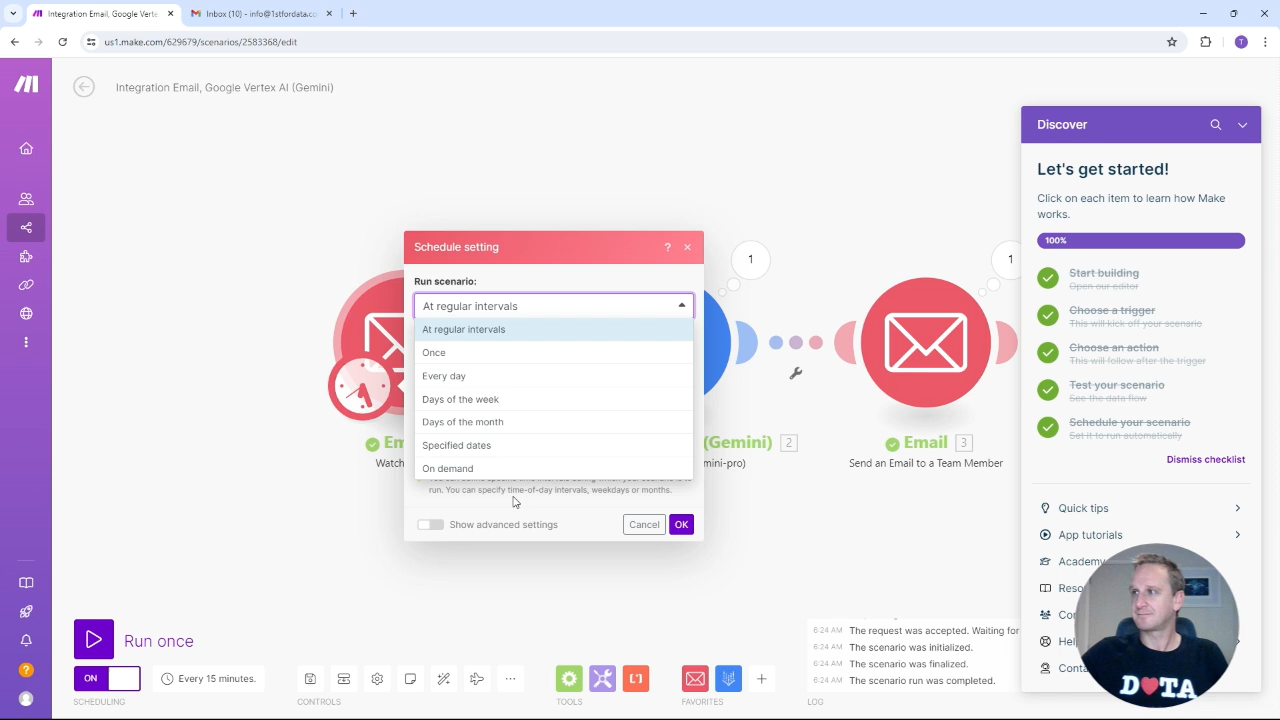 Integration Email, Google Verte
Inbox (10) - info@1stfordata.co
us1.make.com/629679/scenarios/2583368/edit
T
Integration Email, Google Vertex AI (Gemini)
Discover
Let's get started!
Click on each item to learn how Make
works.
100%
Start building
Open our editor
Choose a trigger
This will kick off your scenario
Choose an action
This will follow after the trigger
Test your scenario
See the data flow
Schedule your scenario
Set it to run automatically
Dismiss checklist
Quick tips
App tutorials
Academy
Schedule setting
?
Run scenario:
At regular intervals
At regular intervals
Once
Every day
Days of the week
Days of the month
Specified dates
On demand
run. You can specify time-of-day intervals, weekdays or months.
Show advanced settings
Cancel
OK
1
1
(Gemini) 2
Email 3
Send an Email to a Team Member
Run once
ON
Every 15 minutes.
SCHEDULING
CONTROLS
TOOLS
FAVORITES
LOG
6:24 AM The request was accepted. Waiting for
6:24 AM The scenario was initialized.
6:24 AM The scenario was finalized.
6:24 AM The scenario run was completed.
D♥TA